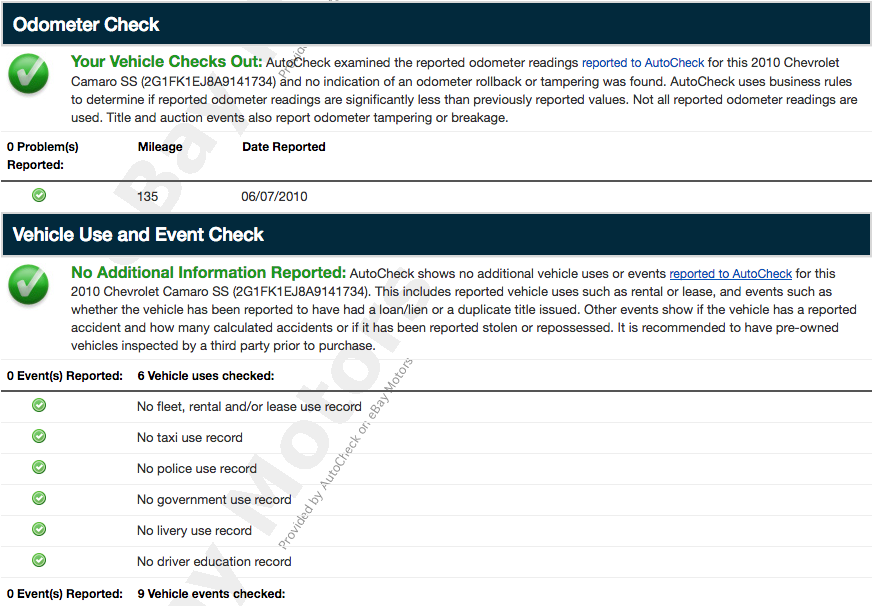 Odometer Check
Your Vehicle Checks Out: AutoCheck examined the reported odometer readings reported to AutoCheck for this 2010 Chevrolet
Camaro SS (2G1FK1EJ8A9141734) and no indication of an odometer rollback or tampering was found. AutoCheck uses business rules
to determine if reported odometer readings are significantly less than previously reported values. Not all reported odometer readings are
used. Title and auction events also report odometer tampering or breakage.
0 Problem(s) Mileage Date Reported
Reported:
135 06/07/2010
Vehicle Use and Event Check
No Additional Information Reported: AutoCheck shows no additional vehicle uses or events reported to AutoCheck for this
2010 Chevrolet Camaro SS (2G1FK1EJ8A9141734). This includes reported vehicle uses such as rental or lease, and events such as
whether the vehicle has been reported to have had a loan/lien or a duplicate title issued. Other events show if the vehicle has a reported
accident and how many calculated accidents or if it has been reported stolen or repossessed. It is recommended to have pre-owned
vehicles inspected by a third party prior to purchase.
0 Event(s) Reported: 6 Vehicle uses checked:
No fleet, rental and/or lease use record
No taxi use record
No police use record
No government use record
No livery use record
No driver education record
0 Event(s) Reported: 9 Vehicle events checked:
eBay Motors
Provided by AutoCheck on eBay Motors